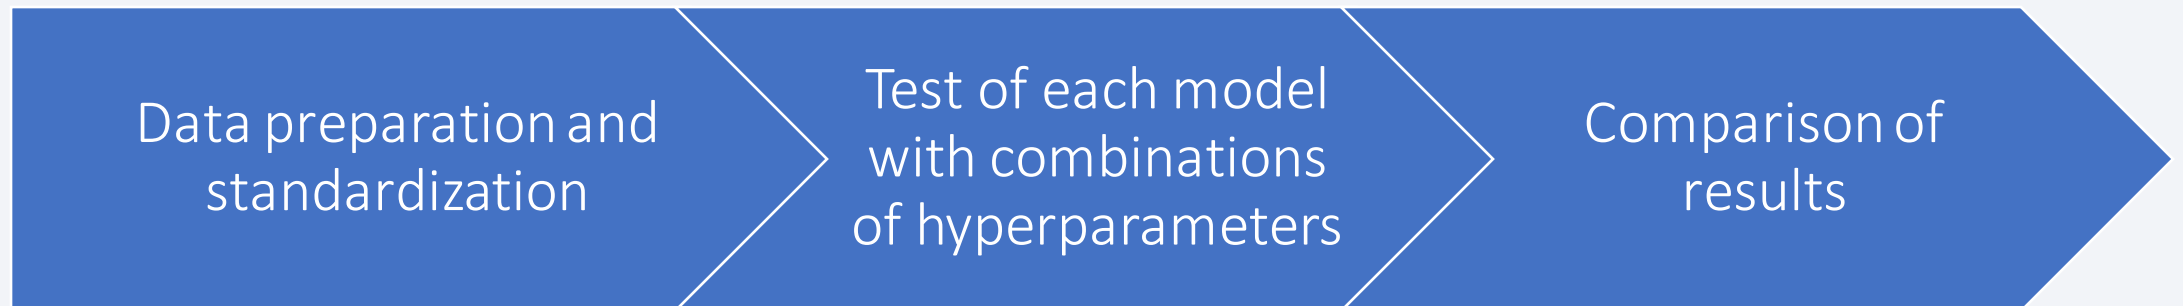 Data preparation and
standardization
Test of each model
with combinations
of hyperparameters
Comparison of
results